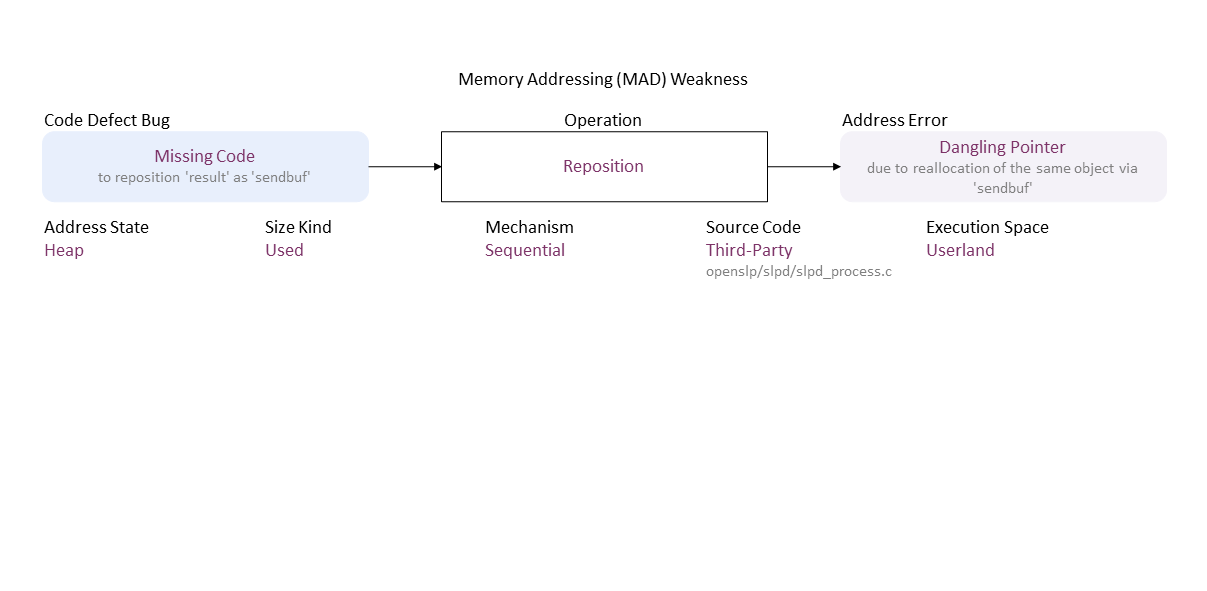 Memory Addressing (MAD) Weakness
Code Defect Bug
Operation
Address Error
Missing Code
to reposition 'result' as 'sendbuf'
Reposition
Dangling Pointer
due to reallocation of the same object via
'sendbuf'
Address State
Heap
Size Kind
Used
Mechanism
Sequential
Source Code
Third-Party
openslp/slpd/slpd_process.c
Execution Space
Userland